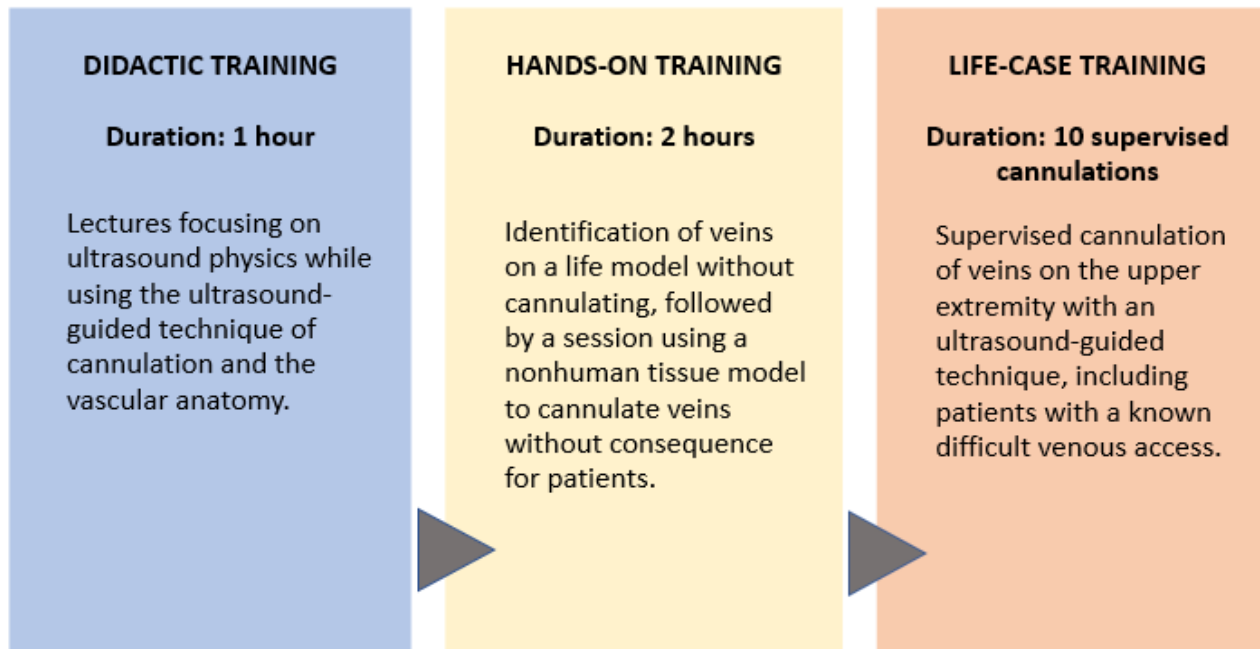 DIDACTIC TRAINING
Duration: 1 hour
Lectures focusing on
ultrasound physics while
using the ultrasound-
guided technique of
cannulation and the
vascular anatomy.
HANDS-ON TRAINING
Duration: 2 hours
Identification of veins
on a life model without
cannulating, followed
by a session using a
nonhuman tissue model
to cannulate veins
without consequence
for patients.
LIFE-CASE TRAINING
Duration: 10 supervised
cannulations
Supervised cannulation
of veins on the upper
extremity with an
ultrasound-guided
technique, including
patients with a known
difficult venous access.